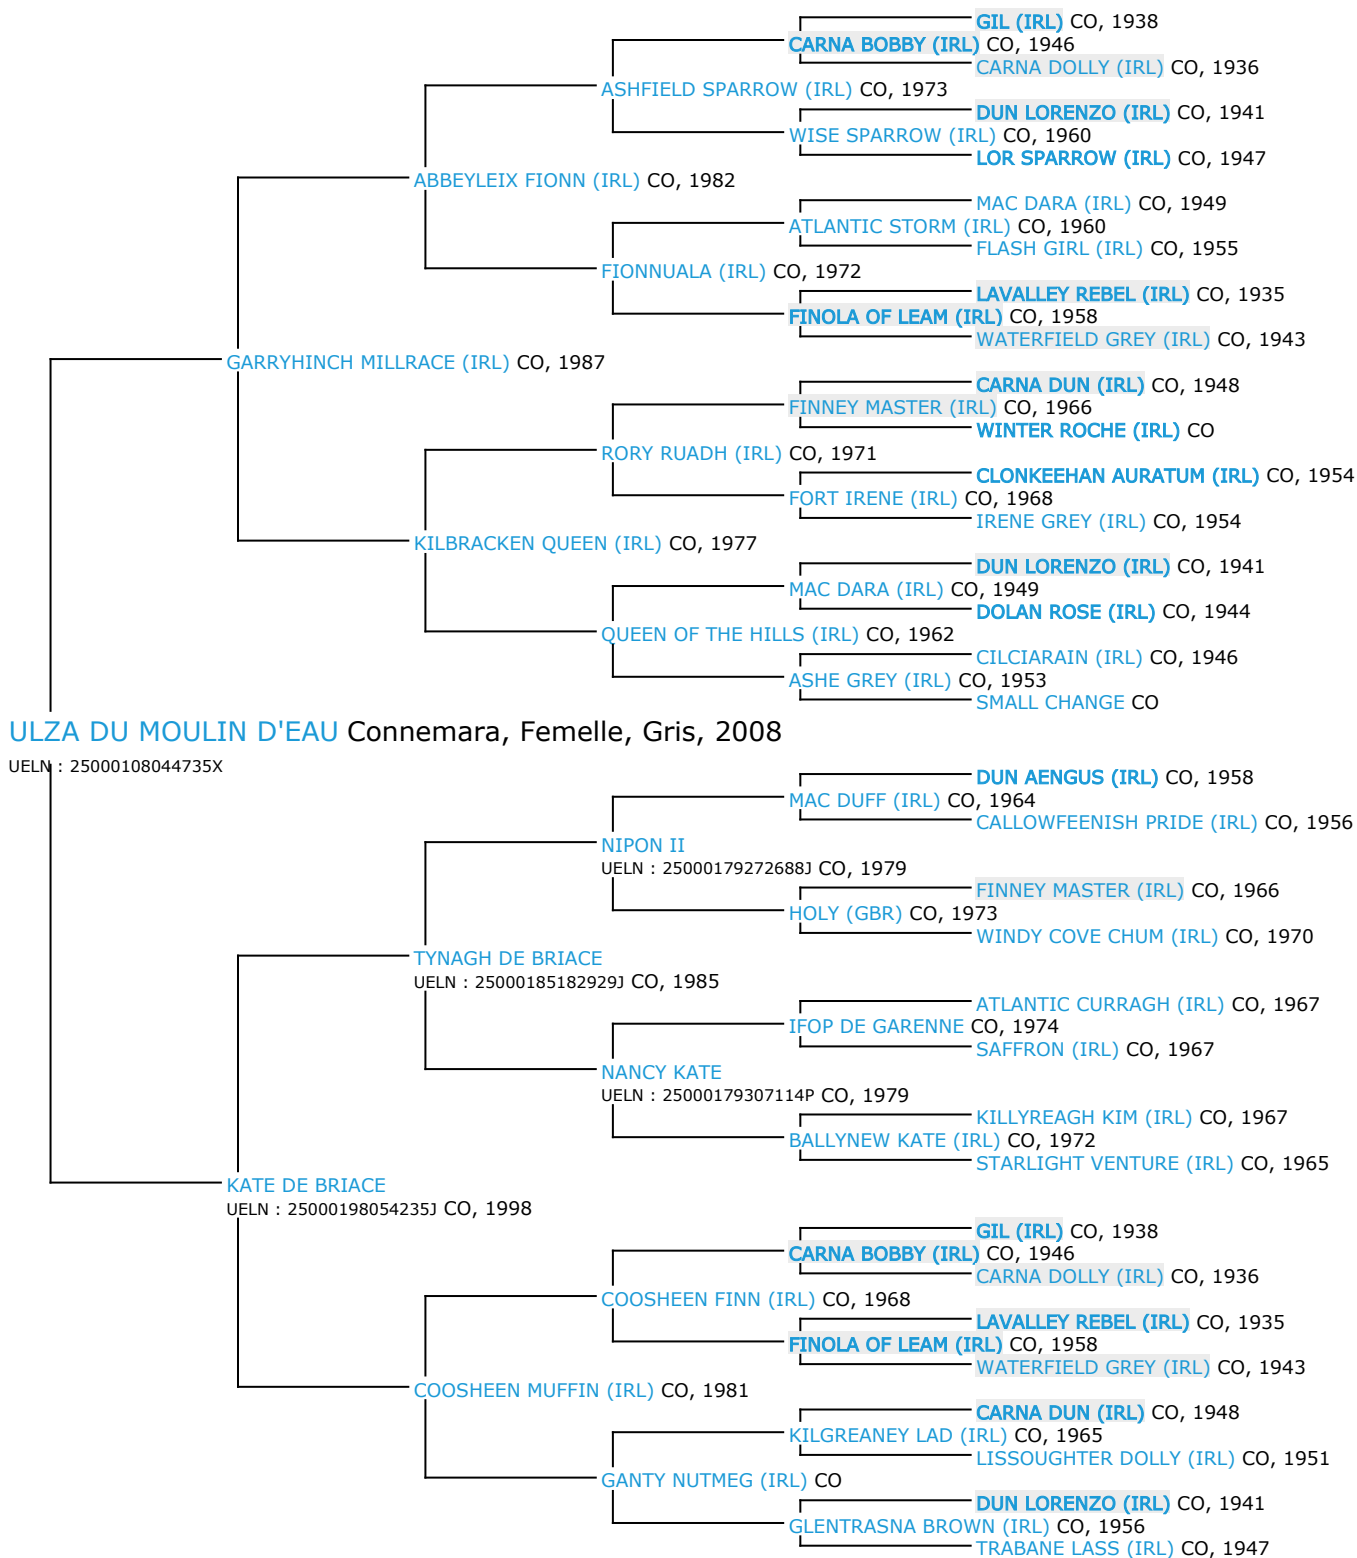 GIL (IRL) CO, 1938
CARNA BOBBY (IRL) CO, 1946
CARNA DOLLY (IRL) CO, 1936
ASHFIELD SPARROW (IRL) CO, 1973
DUN LORENZO (IRL) CO, 1941
WISE SPARROW (IRL) CO, 1960
LOR SPARROW (IRL) CO, 1947
ABBEYLEIX FIONN (IRL) CO, 1982
MAC DARA (IRL) CO, 1949
ATLANTIC STORM (IRL) CO, 1960
FLASH GIRL (IRL) CO, 1955
FIONNUALA (IRL) CO, 1972
LAVALLEY REBEL (IRL) CO, 1935
FINOLA OF LEAM (IRL) CO, 1958
WATERFIELD GREY (IRL) CO, 1943
GARRYHINCH MILLRACE (IRL) CO, 1987
CARNA DUN (IRL) CO, 1948
FINNEY MASTER (IRL) CO, 1966
WINTER ROCHE (IRL) CO
RORY RUADH (IRL) CO, 1971
CLONKEEHAN AURATUM (IRL) CO, 1954
FORT IRENE (IRL) CO, 1968
IRENE GREY (IRL) CO, 1954
KILBRACKEN QUEEN (IRL) CO, 1977
DUN LORENZO (IRL) CO, 1941
MAC DARA (IRL) CO, 1949
DOLAN ROSE (IRL) CO, 1944
QUEEN OF THE HILLS (IRL) CO, 1962
CILCIARAIN (IRL) CO, 1946
ASHE GREY (IRL) CO, 1953
SMALL CHANGE CO
ULZA DU MOULIN D'EAU Connemara, Femelle, Gris, 2008
UELN : 25000108044735X
DUN AENGUS (IRL) CO, 1958
MAC DUFF (IRL) CO, 1964
CALLOWFEENISH PRIDE (IRL) CO, 1956
NIPON II
UELN : 25000179272688J CO, 1979
FINNEY MASTER (IRL) CO, 1966
HOLY (GBR) CO, 1973
WINDY COVE CHUM (IRL) CO, 1970
TYNAGH DE BRIACE
UELN : 25000185182929J CO, 1985
ATLANTIC CURRAGH (IRL) CO, 1967
IFOP DE GARENNE CO, 1974
SAFFRON (IRL) CO, 1967
NANCY KATE
UELN : 25000179307114P CO, 1979
KILLYREAGH KIM (IRL) CO, 1967
BALLYNEW KATE (IRL) CO, 1972
STARLIGHT VENTURE (IRL) CO, 1965
KATE DE BRIACE
UELN : 25000198054235J CO, 1998
GIL (IRL) CO, 1938
CARNA BOBBY (IRL) CO, 1946
CARNA DOLLY (IRL) CO, 1936
COOSHEEN FINN (IRL) CO, 1968
LAVALLEY REBEL (IRL) CO, 1935
FINOLA OF LEAM (IRL) CO, 1958
WATERFIELD GREY (IRL) CO, 1943
COOSHEEN MUFFIN (IRL) CO, 1981
CARNA DUN (IRL) CO, 1948
KILGREANEY LAD (IRL) CO, 1965
LISSOUGHTER DOLLY (IRL) CO, 1951
GANTY NUTMEG (IRL) CO
DUN LORENZO (IRL) CO, 1941
GLENTRASNA BROWN (IRL) CO, 1956
TRABANE LASS (IRL) CO, 1947